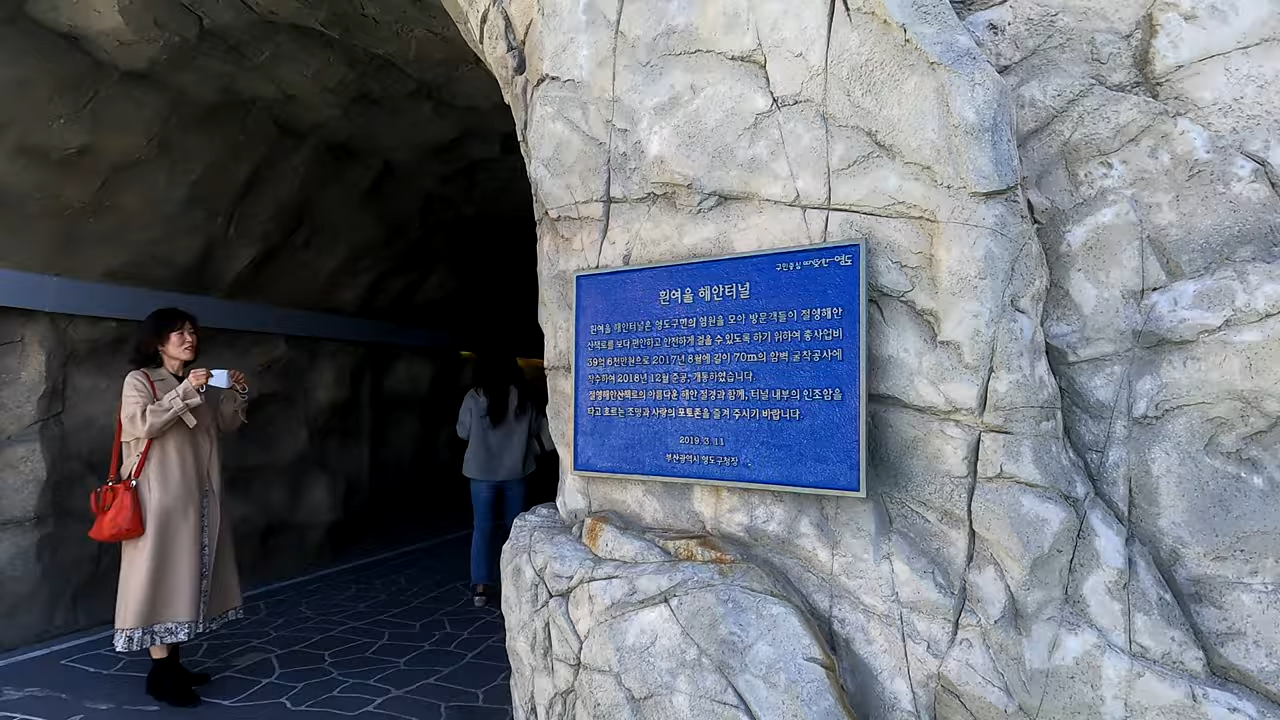 구민중심 따뜻한 영도
흰여울 해안터널
흰여울 해안터널은 영도구민의 염원을 모아 방문객들이 절영해안
산책로를 보다 편안하고 안전하게 걸을 수 있도록 하기 위하여 총사업비
39억 6천만원으로 2017년 8월에 길이 70m의 암벽 굴착공사에
착수하여 2018년 12월 준공, 개통하였습니다.
절영해안산책로의 아름다운 해안 절경과 함께, 터널 내부의 인조암을
타고 흐르는 조명과 사랑의 포토존을 즐겨 주시기 바랍니다.
2019. 3. 11
부산광역시 영도구청장